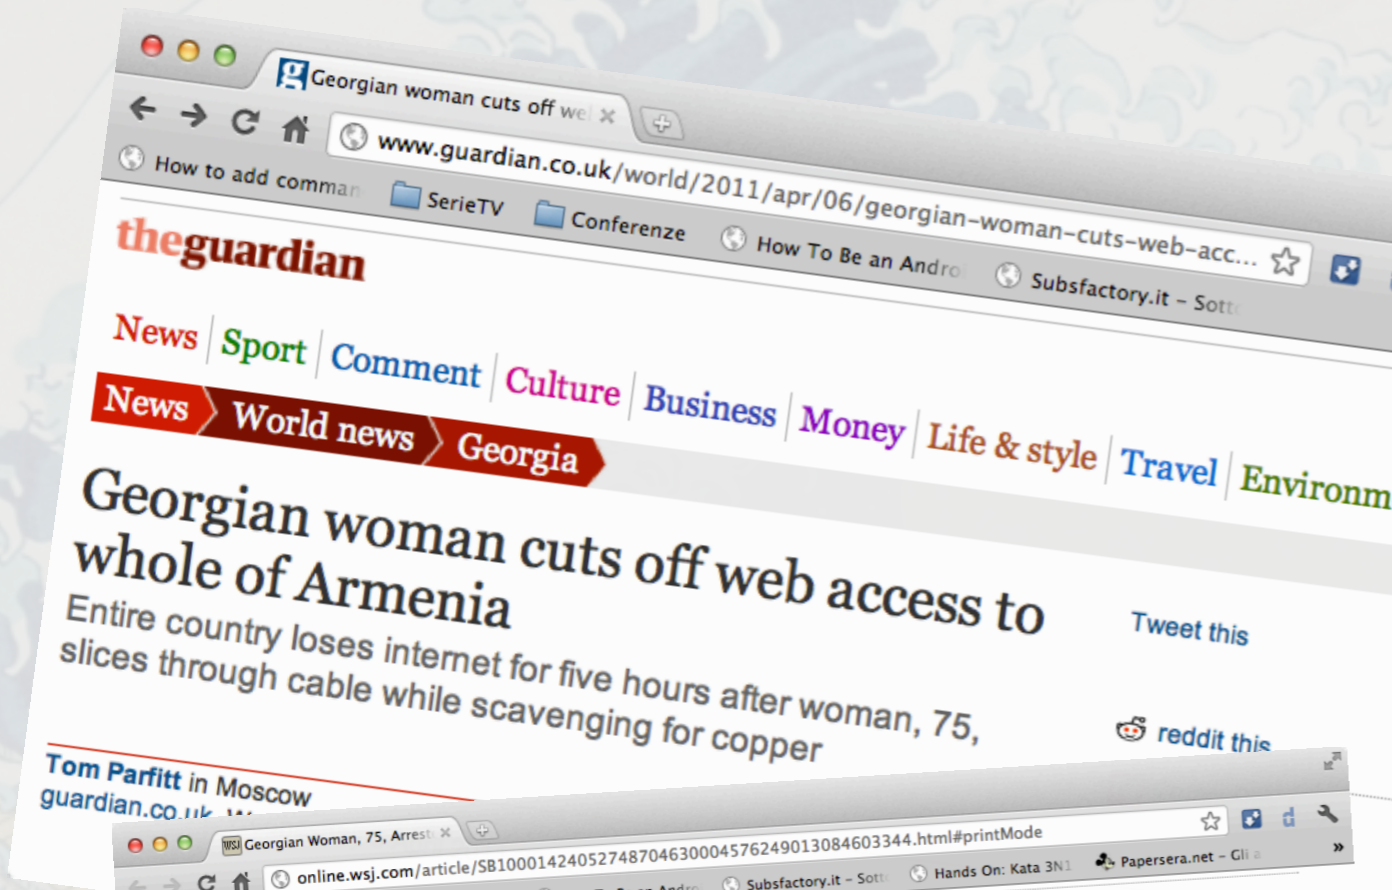 Georgian woman cuts off we
www.guardian.co.uk/world/2011/apr/06/georgian-woman-cuts-web-acc...
How to add comman SerieTV Conferenze How To Be an Andro Subsfactory.it - Sott
theguardian
News Sport Comment Culture Business Money Life & style Travel Environm
News World news Georgia
Georgian woman cuts off web access to
whole of Armenia
Entire country loses internet for five hours after woman, 75,
slices through cable while scavenging for copper
Tweet this
reddit this
Tom Parfitt in Moscow
guardian.co.uk,
WSJ Georgian Woman, 75, Arrest
online.wsj.com/article/SB10001424052748704630004576249013084603344.html#printMode
Subsfactory.it - Sott Hands On: Kata 3N1 Papersera.net - Gli a »